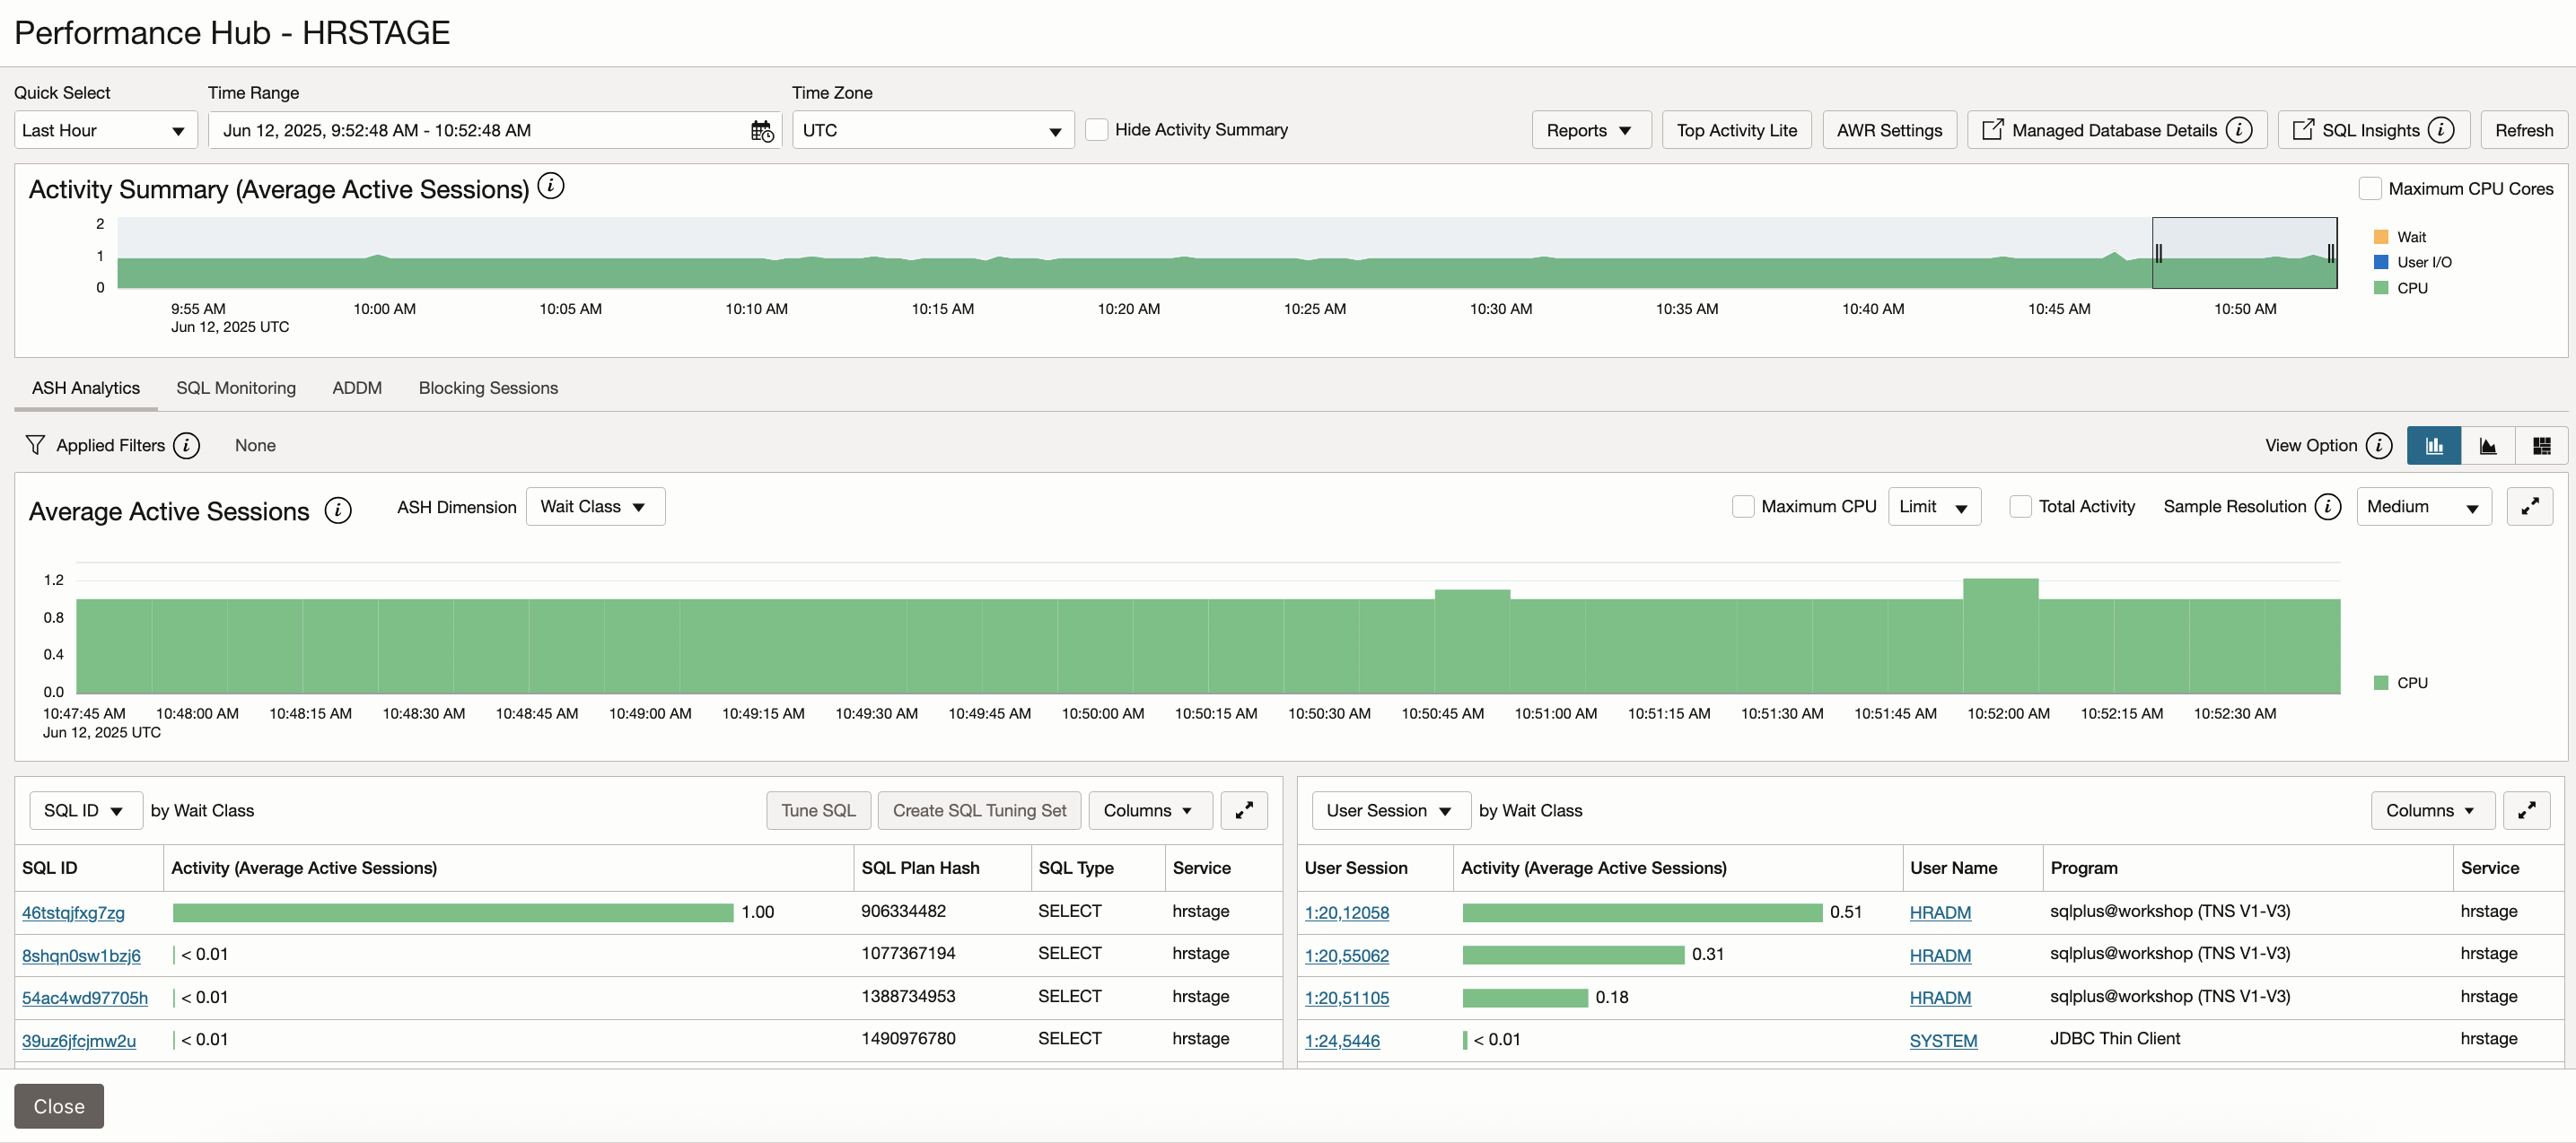 Performance Hub - HRSTAGE
Quick Select Time Range Time Zone
Last Hour Jun 12, 2025, 9:52:48 AM - 10:52:48 AM UTC Hide Activity Summary Reports Top Activity Lite AWR Settings Managed Database Details i SQL Insights i Refresh
Activity Summary (Average Active Sessions) i Maximum CPU Cores
2
1
0
Wait
User I/O
CPU
9:55 AM 10:00 AM 10:05 AM 10:10 AM 10:15 AM 10:20 AM 10:25 AM 10:30 AM 10:35 AM 10:40 AM 10:45 AM 10:50 AM
Jun 12, 2025 UTC
ASH Analytics SQL Monitoring ADDM Blocking Sessions
Applied Filters i None View Option i
Average Active Sessions i ASH Dimension Wait Class Maximum CPU Limit Total Activity Sample Resolution i Medium
1.2
0.8
0.4
0.0
CPU
10:47:45 AM 10:48:00 AM 10:48:15 AM 10:48:30 AM 10:48:45 AM 10:49:00 AM 10:49:15 AM 10:49:30 AM 10:49:45 AM 10:50:00 AM 10:50:15 AM 10:50:30 AM 10:50:45 AM 10:51:00 AM 10:51:15 AM 10:51:30 AM 10:51:45 AM 10:52:00 AM 10:52:15 AM 10:52:30 AM
Jun 12, 2025 UTC
SQL ID by Wait Class Tune SQL Create SQL Tuning Set Columns
SQL ID Activity (Average Active Sessions) SQL Plan Hash SQL Type Service
46tstqjfxg7zg 1.00 906334482 SELECT hrstage
8shqn0sw1bzj6 < 0.01 1077367194 SELECT hrstage
54ac4wd97705h < 0.01 1388734953 SELECT hrstage
39uz6jfcjmw2u < 0.01 1490976780 SELECT hrstage
User Session by Wait Class Columns
User Session Activity (Average Active Sessions) User Name Program Service
1:20,12058 0.51 HRADM sqlplus@workshop (TNS V1-V3) hrstage
1:20,55062 0.31 HRADM sqlplus@workshop (TNS V1-V3) hrstage
1:20,51105 0.18 HRADM sqlplus@workshop (TNS V1-V3) hrstage
1:24,5446 < 0.01 SYSTEM JDBC Thin Client hrstage
Close